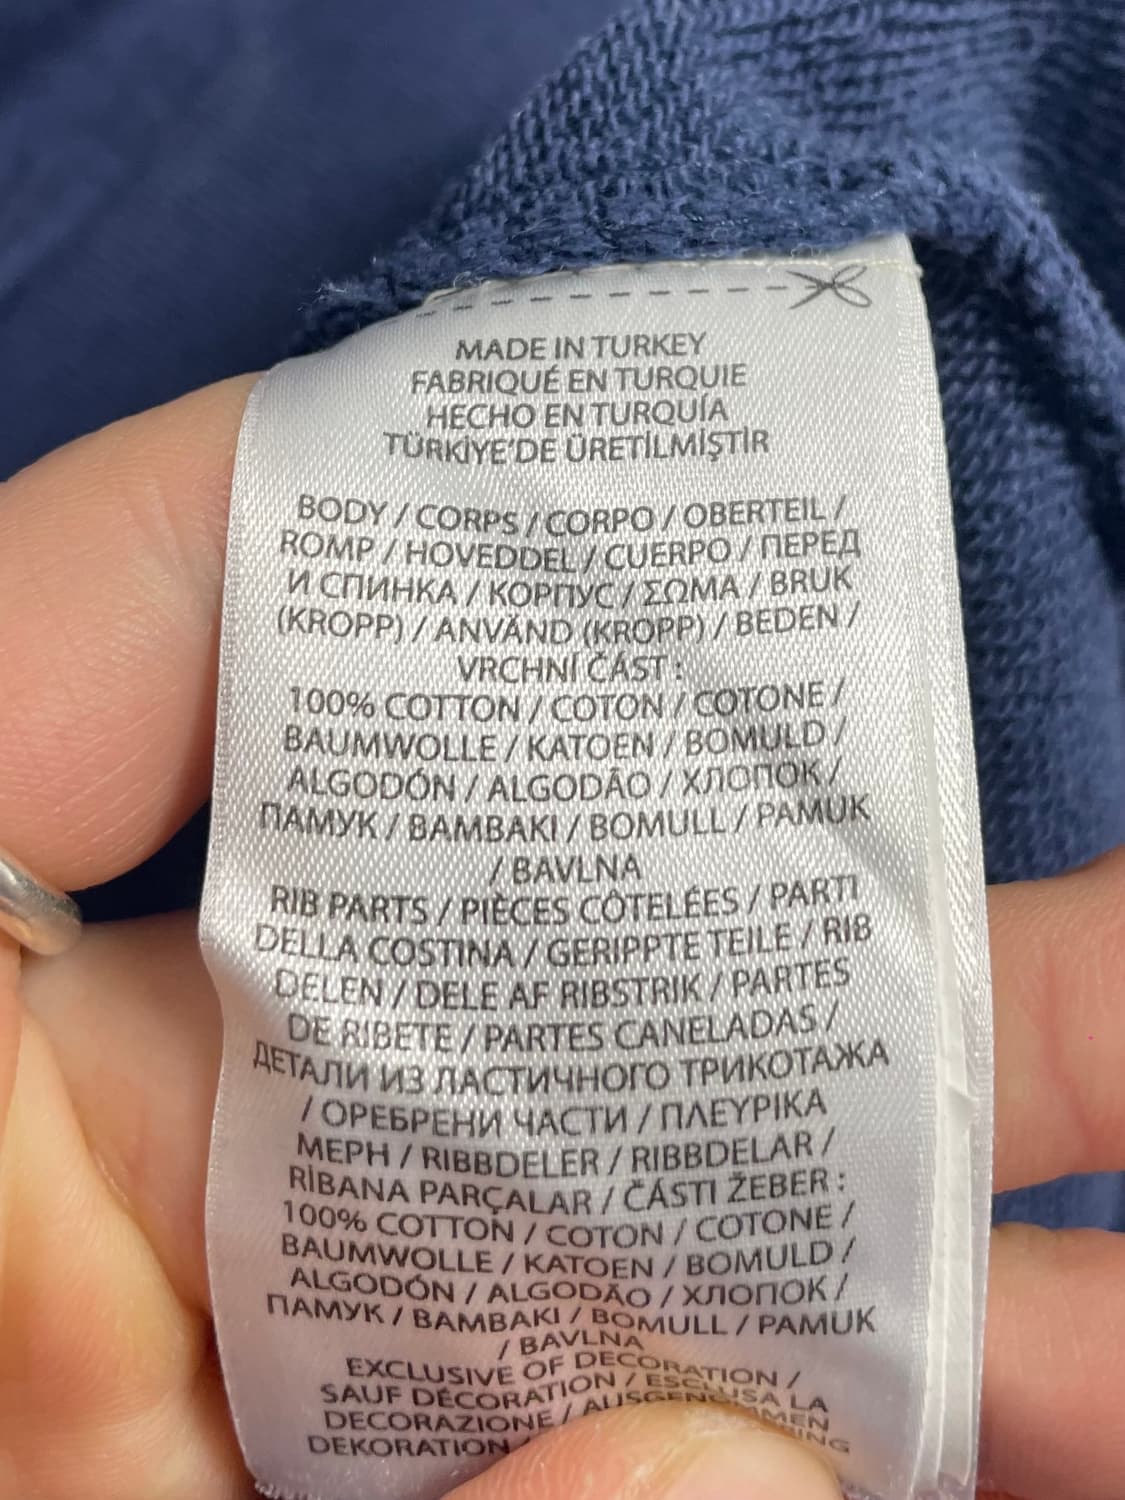 MADE IN TURKEY
FABRIQUÉ EN TURQUIE
HECHO EN TURQUÍA
TÜRKİYE'DE ÜRETİLMİŞTİR
BODY / CORPS / CORPO / OBERTEIL /
ROMP / HOVEDDEL / CUERPO / ПЕРЕД
И СПИНКА / КОРПУС / ΣΩΜΑ / BRUK
(KROPP) / ANVÄND (KROPP) / BEDEN /
VRCHNÍ ČÁST :
100% COTTON / COTON / COTONE /
BAUMWOLLE / KATOEN / BOMULD /
ALGODÓN / ALGODÃO / ХЛОПОК /
ПАМУК / BAMBAKI / BOMULL / PAMUK
/ BAVLNA
RIB PARTS / PIÈCES CÔTELÉES / PARTI
DELLA COSTINA / GERIPPTE TEILE / RIB
DELEN / DELE AF RIBSTRIK / PARTES
DE RIBETE / PARTES CANELADAS /
ДЕТАЛИ ИЗ ЛАСТИЧНОГО ТРИКОТАЖА
/ ОРЕБРЕНИ ЧАСТИ / ΠΛΕΥΡΙΚΑ
ΜΕΡΗ / RIBBDELER / RIBBDELAR /
RİBANA PARÇALAR / ČÁSTI ŽEBER :
100% COTTON / COTON / COTONE /
BAUMWOLLE / KATOEN / BOMULD /
ALGODÓN / ALGODÃO / ХЛОПОК /
ПАМУК / BAMBAKI / BOMULL / PAMUK
/ BAVLNA
EXCLUSIVE OF DECORATION /
SAUF DÉCORATION / ESCLUSA LA
DECORAZIONE / AUSGENOMMEN
DEKORATION